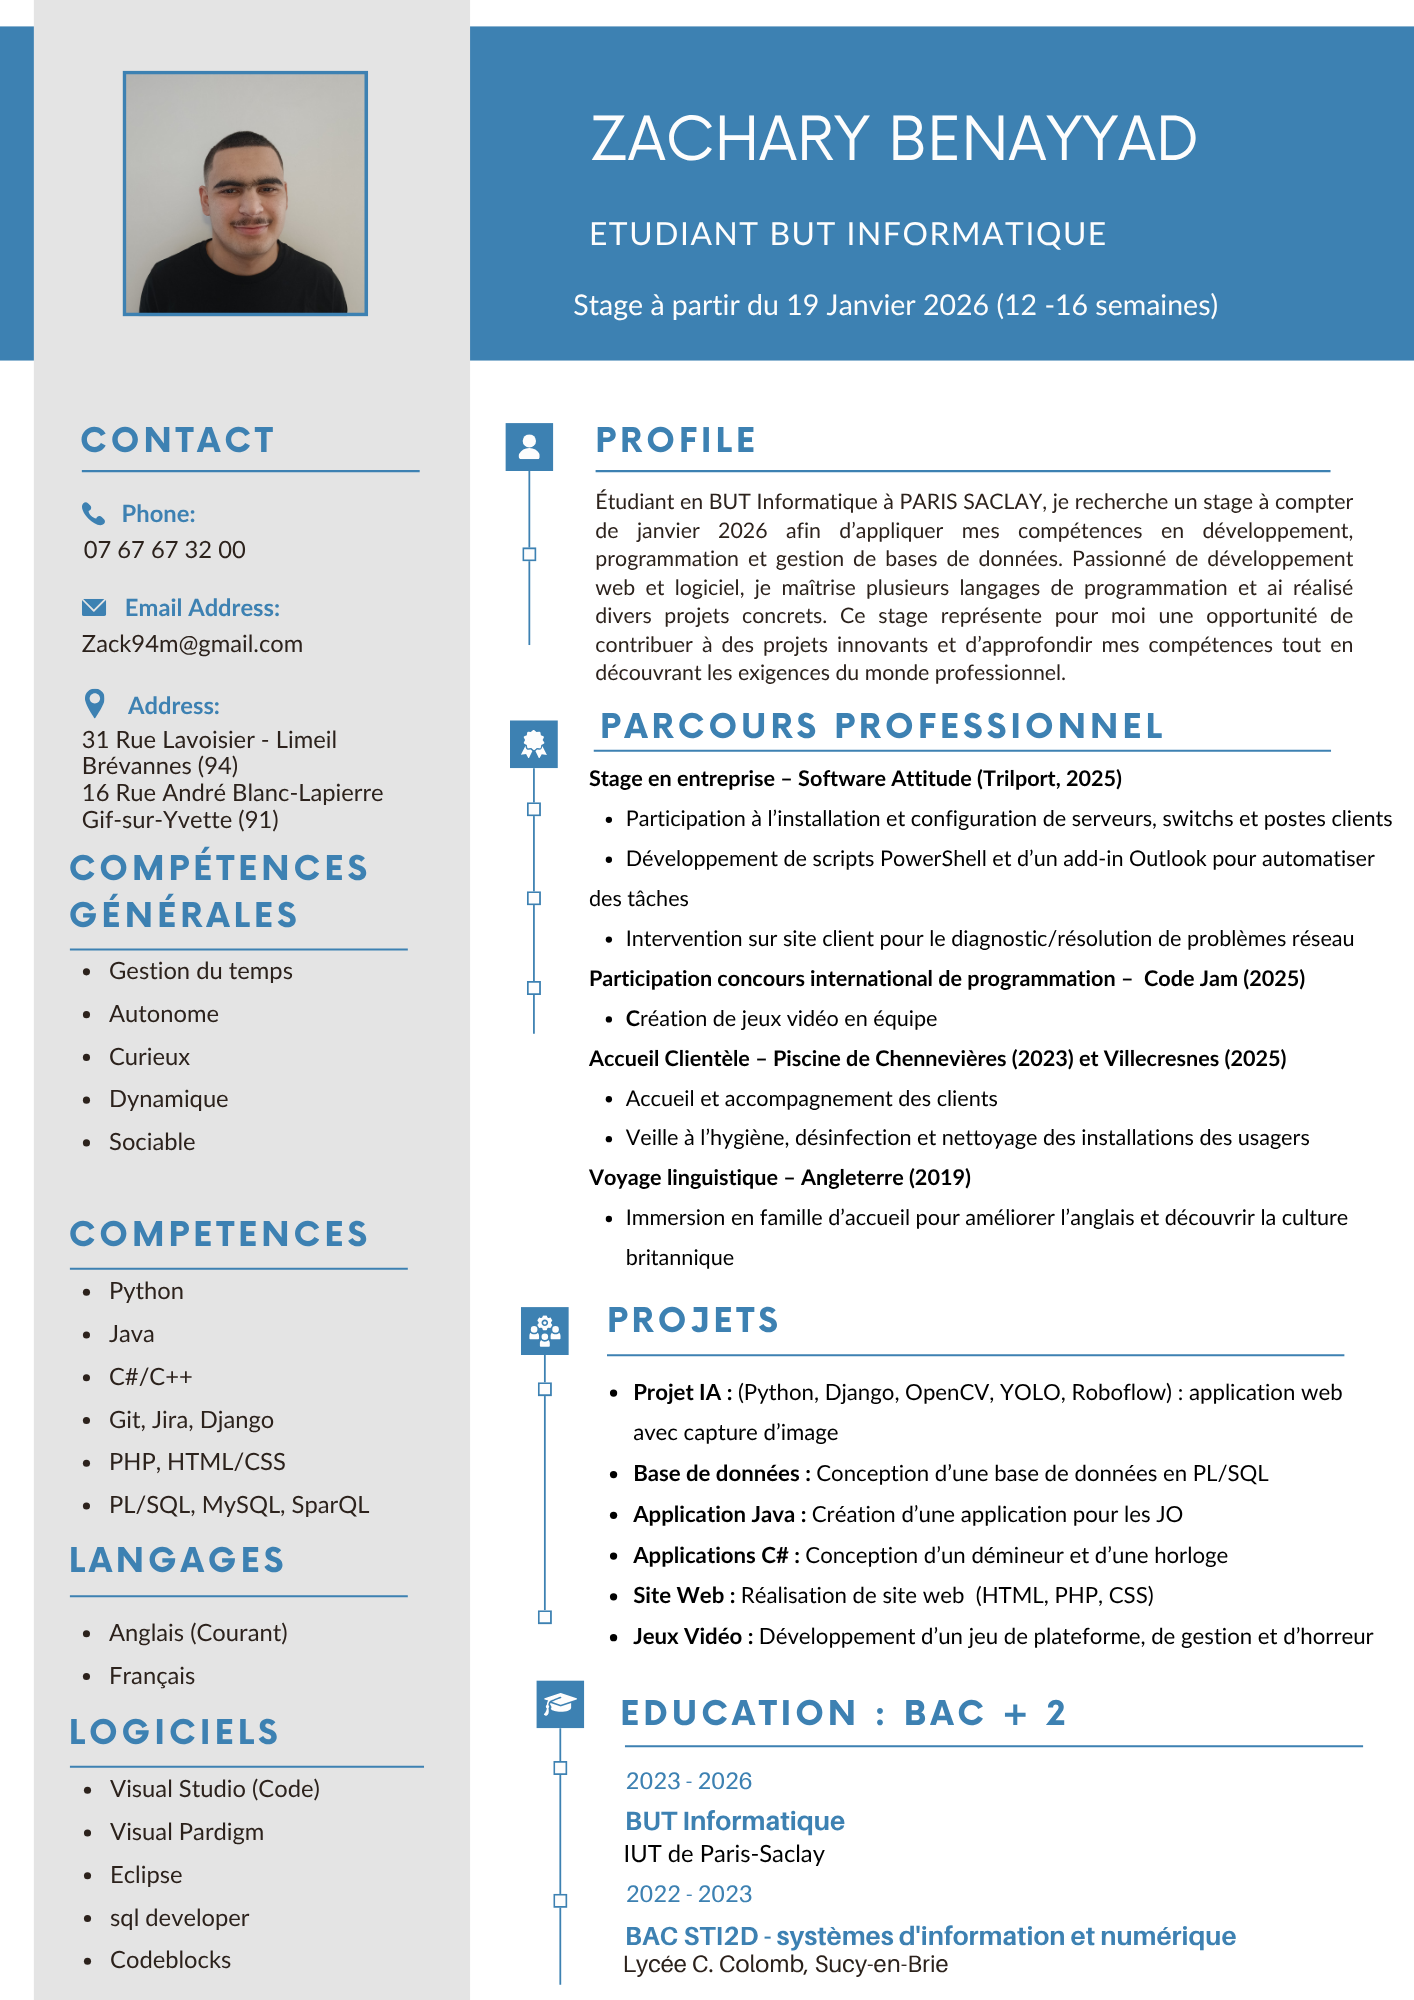 ZACHARY BENAYYAD
ETUDIANT BUT INFORMATIQUE
Stage à partir du 19 Janvier 2026 (12 -16 semaines)
CONTACT
Phone:
07 67 67 32 00
Email Address:
Zack94m@gmail.com
Address:
31 Rue Lavoisier - Limeil
Brévannes (94)
16 Rue André Blanc-Lapierre
Gif-sur-Yvette (91)
COMPÉTENCES
GÉNÉRALES
• Gestion du temps
• Autonome
• Curieux
• Dynamique
• Sociable
COMPETENCES
• Python
• Java
• C#/C++
• Git, Jira, Django
• PHP, HTML/CSS
• PL/SQL, MySQL, SparQL
LANGAGES
• Anglais (Courant)
• Français
LOGICIELS
• Visual Studio (Code)
• Visual Pardigm
• Eclipse
• sql developer
• Codeblocks
PROFILE
Étudiant en BUT Informatique à PARIS SACLAY, je recherche un stage à compter
de janvier 2026 afin d’appliquer mes compétences en développement,
programmation et gestion de bases de données. Passionné de développement
web et logiciel, je maîtrise plusieurs langages de programmation et ai réalisé
divers projets concrets. Ce stage représente pour moi une opportunité de
contribuer à des projets innovants et d’approfondir mes compétences tout en
découvrant les exigences du monde professionnel.
PARCOURS PROFESSIONNEL
Stage en entreprise – Software Attitude (Trilport, 2025)
• Participation à l’installation et configuration de serveurs, switchs et postes clients
• Développement de scripts PowerShell et d’un add-in Outlook pour automatiser
des tâches
• Intervention sur site client pour le diagnostic/résolution de problèmes réseau
Participation concours international de programmation – Code Jam (2025)
• Création de jeux vidéo en équipe
Accueil Clientèle – Piscine de Chennevières (2023) et Villecresnes (2025)
• Accueil et accompagnement des clients
• Veille à l’hygiène, désinfection et nettoyage des installations des usagers
Voyage linguistique – Angleterre (2019)
• Immersion en famille d’accueil pour améliorer l’anglais et découvrir la culture
britannique
PROJETS
• Projet IA : (Python, Django, OpenCV, YOLO, Roboflow) : application web
avec capture d’image
• Base de données : Conception d’une base de données en PL/SQL
• Application Java : Création d’une application pour les JO
• Applications C# : Conception d’un démineur et d’une horloge
• Site Web : Réalisation de site web (HTML, PHP, CSS)
• Jeux Vidéo : Développement d’un jeu de plateforme, de gestion et d’horreur
EDUCATION : BAC + 2
2023 - 2026
BUT Informatique
IUT de Paris-Saclay
2022 - 2023
BAC STI2D - systèmes d'information et numérique
Lycée C. Colomb, Sucy-en-Brie